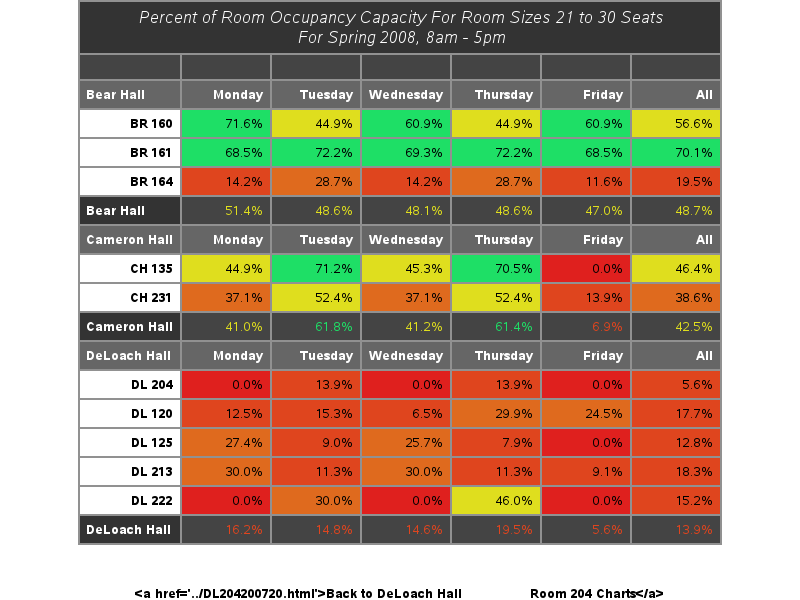 Percent of Room Occupancy Capacity For Room Sizes 21 to 30 Seats
For Spring 2008, 8am - 5pm
Bear Hall Monday Tuesday Wednesday Thursday Friday All
BR 160 71.6% 44.9% 60.9% 44.9% 60.9% 56.6%
BR 161 68.5% 72.2% 69.3% 72.2% 68.5% 70.1%
BR 164 14.2% 28.7% 14.2% 28.7% 11.6% 19.5%
Bear Hall 51.4% 48.6% 48.1% 48.6% 47.0% 48.7%
Cameron Hall Monday Tuesday Wednesday Thursday Friday All
CH 135 44.9% 71.2% 45.3% 70.5% 0.0% 46.4%
CH 231 37.1% 52.4% 37.1% 52.4% 13.9% 38.6%
Cameron Hall 41.0% 61.8% 41.2% 61.4% 6.9% 42.5%
DeLoach Hall Monday Tuesday Wednesday Thursday Friday All
DL 204 0.0% 13.9% 0.0% 13.9% 0.0% 5.6%
DL 120 12.5% 15.3% 6.5% 29.9% 24.5% 17.7%
DL 125 27.4% 9.0% 25.7% 7.9% 0.0% 12.8%
DL 213 30.0% 11.3% 30.0% 11.3% 9.1% 18.3%
DL 222 0.0% 30.0% 0.0% 46.0% 0.0% 15.2%
DeLoach Hall 16.2% 14.8% 14.6% 19.5% 5.6% 13.9%
<a href='../DL204200720.html'>Back to DeLoach Hall Room 204 Charts</a>